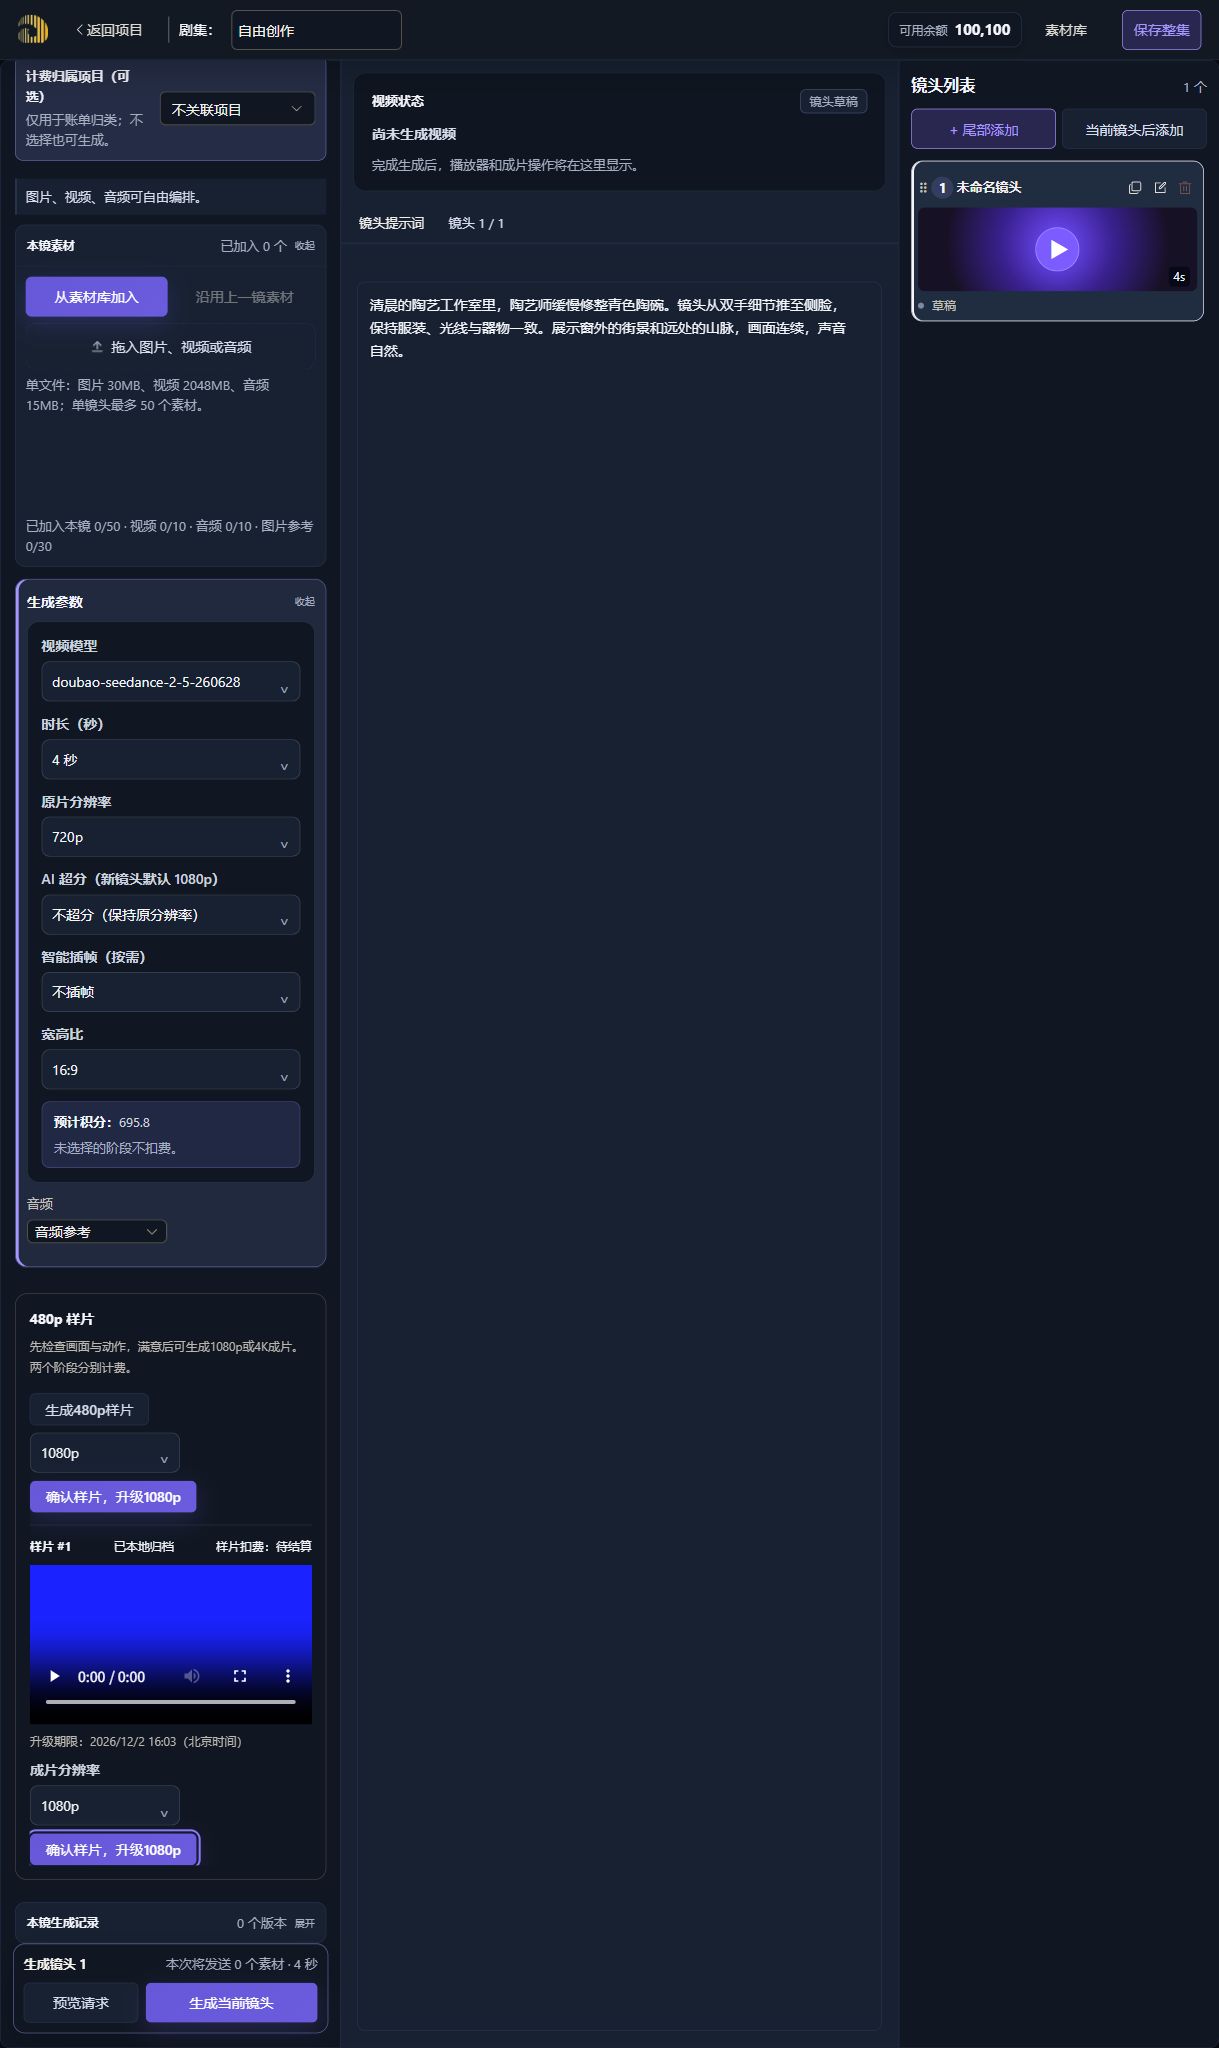 返回项目
剧集：
自由创作
可用余额 100,100
素材库
保存整集
计费归属项目（可
选）
仅用于账单归类；不
选择也可生成。
不关联项目
图片、视频、音频可自由编排。
本镜素材
已加入 0 个 收起
从素材库加入
沿用上一镜素材
拖入图片、视频或音频
单文件：图片 30MB、视频 2048MB、音频
15MB；单镜头最多 50 个素材。
已加入本镜 0/50 · 视频 0/10 · 音频 0/10 · 图片参考
0/30
生成参数
收起
视频模型
doubao-seedance-2-5-260628
时长（秒）
4 秒
原片分辨率
720p
AI 超分（新镜头默认 1080p）
不超分（保持原分辨率）
智能插帧（按需）
不插帧
宽高比
16:9
预计积分：695.8
未选择的阶段不扣费。
音频
音频参考
480p 样片
先检查画面与动作，满意后可生成1080p或4K成片。
两个阶段分别计费。
生成480p样片
1080p
确认样片，升级1080p
样片 #1
已本地归档
样片扣费：待结算
0:00 / 0:00
升级期限：2026/12/2 16:03（北京时间）
成片分辨率
1080p
确认样片，升级1080p
本镜生成记录
0 个版本 展开
生成镜头 1
本次将发送 0 个素材 · 4 秒
预览请求
生成当前镜头
视频状态
镜头草稿
尚未生成视频
完成生成后，播放器和成片操作将在这里显示。
镜头提示词
镜头 1 / 1
清晨的陶艺工作室里，陶艺师缓慢修整青色陶碗。镜头从双手细节推至侧脸，
保持服装、光线与器物一致。展示窗外的街景和远处的山脉，画面连续，声音
自然。
镜头列表
1 个
+ 尾部添加
当前镜头后添加
1 未命名镜头
4s
草稿